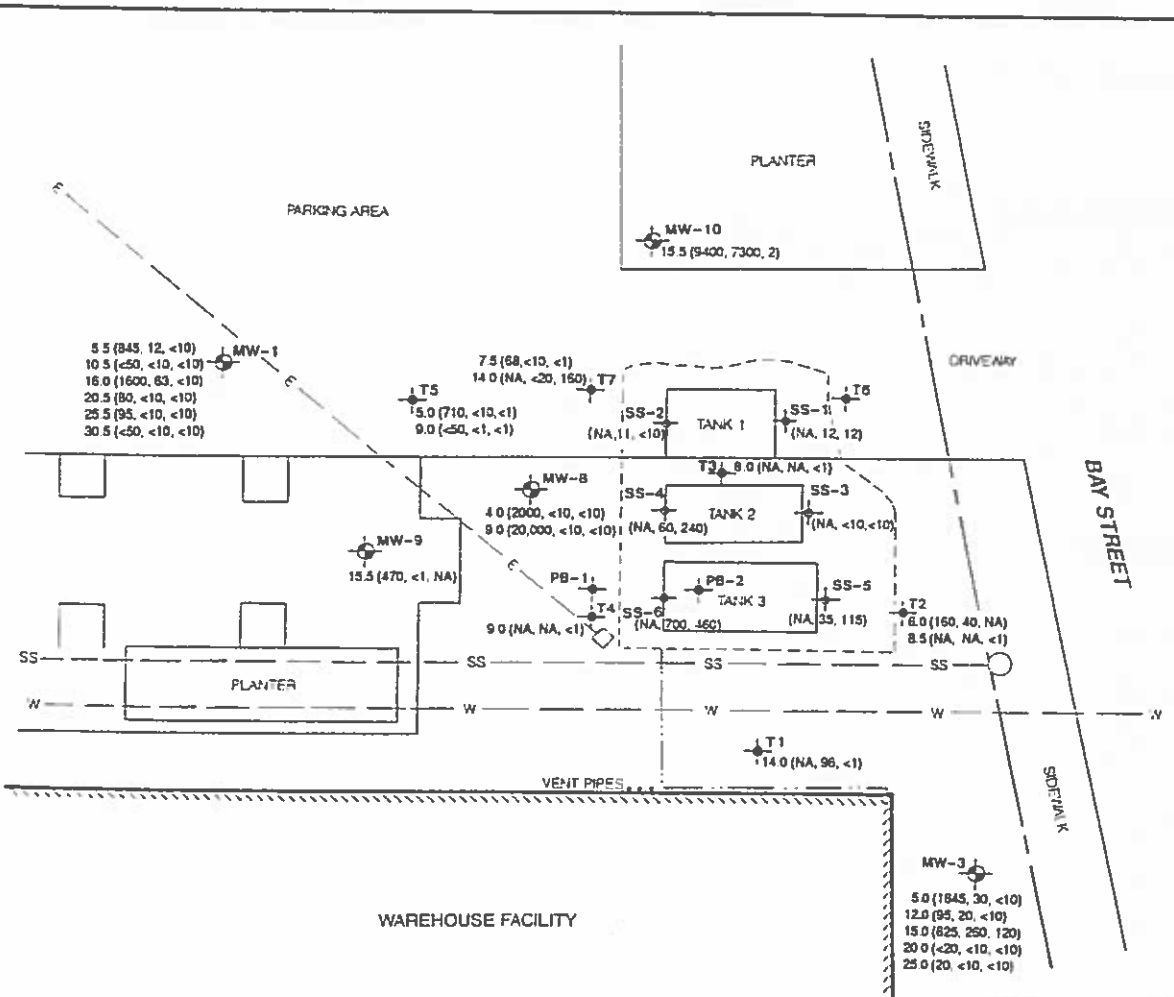 SIDEWALK
PLANTER
E
PARKING AREA
MW-10
15.5 (9400, 7300, 2)
5.5 (845, 12, <10)
10.5 (<50, <10, <10)
16.0 (1600, 63, <10)
20.5 (80, <10, <10)
25.5 (95, <10, <10)
30.5 (<50, <10, <10)
MW-1
E
7.5 (68, <10, <1)
14.0 (NA, <20, 160)
T7
DRIVEWAY
T5
5.0 (710, <10, <1)
9.0 (<50, <1, <1)
T6
SS-2
(NA, 11, <10)
TANK 1
SS-1
(NA, 12, 12)
T3
8.0 (NA, NA, <1)
BAY STREET
MW-8
4.0 (2000, <10, <10)
9.0 (20,000, <10, <10)
SS-4
(NA, 60, 240)
TANK 2
SS-3
(NA, <10, <10)
MW-9
15.5 (470, <1, NA)
E
PB-1
PB-2
TANK 3
SS-5
(NA, 35, 115)
T4
9.0 (NA, NA, <1)
SS-6
(NA, 700, 460)
T2
6.0 (160, 40, NA)
8.5 (NA, NA, <1)
SS
SS
SS
SS
PLANTER
W
W
W
W
W
T1
14.0 (NA, 96, <1)
VENT PIPES
SIDEWALK
MW-3
5.0 (1645, 30, <10)
12.0 (95, 20, <10)
15.0 (625, 260, 120)
20.0 (<20, <10, <10)
25.0 (20, <10, <10)
WAREHOUSE FACILITY